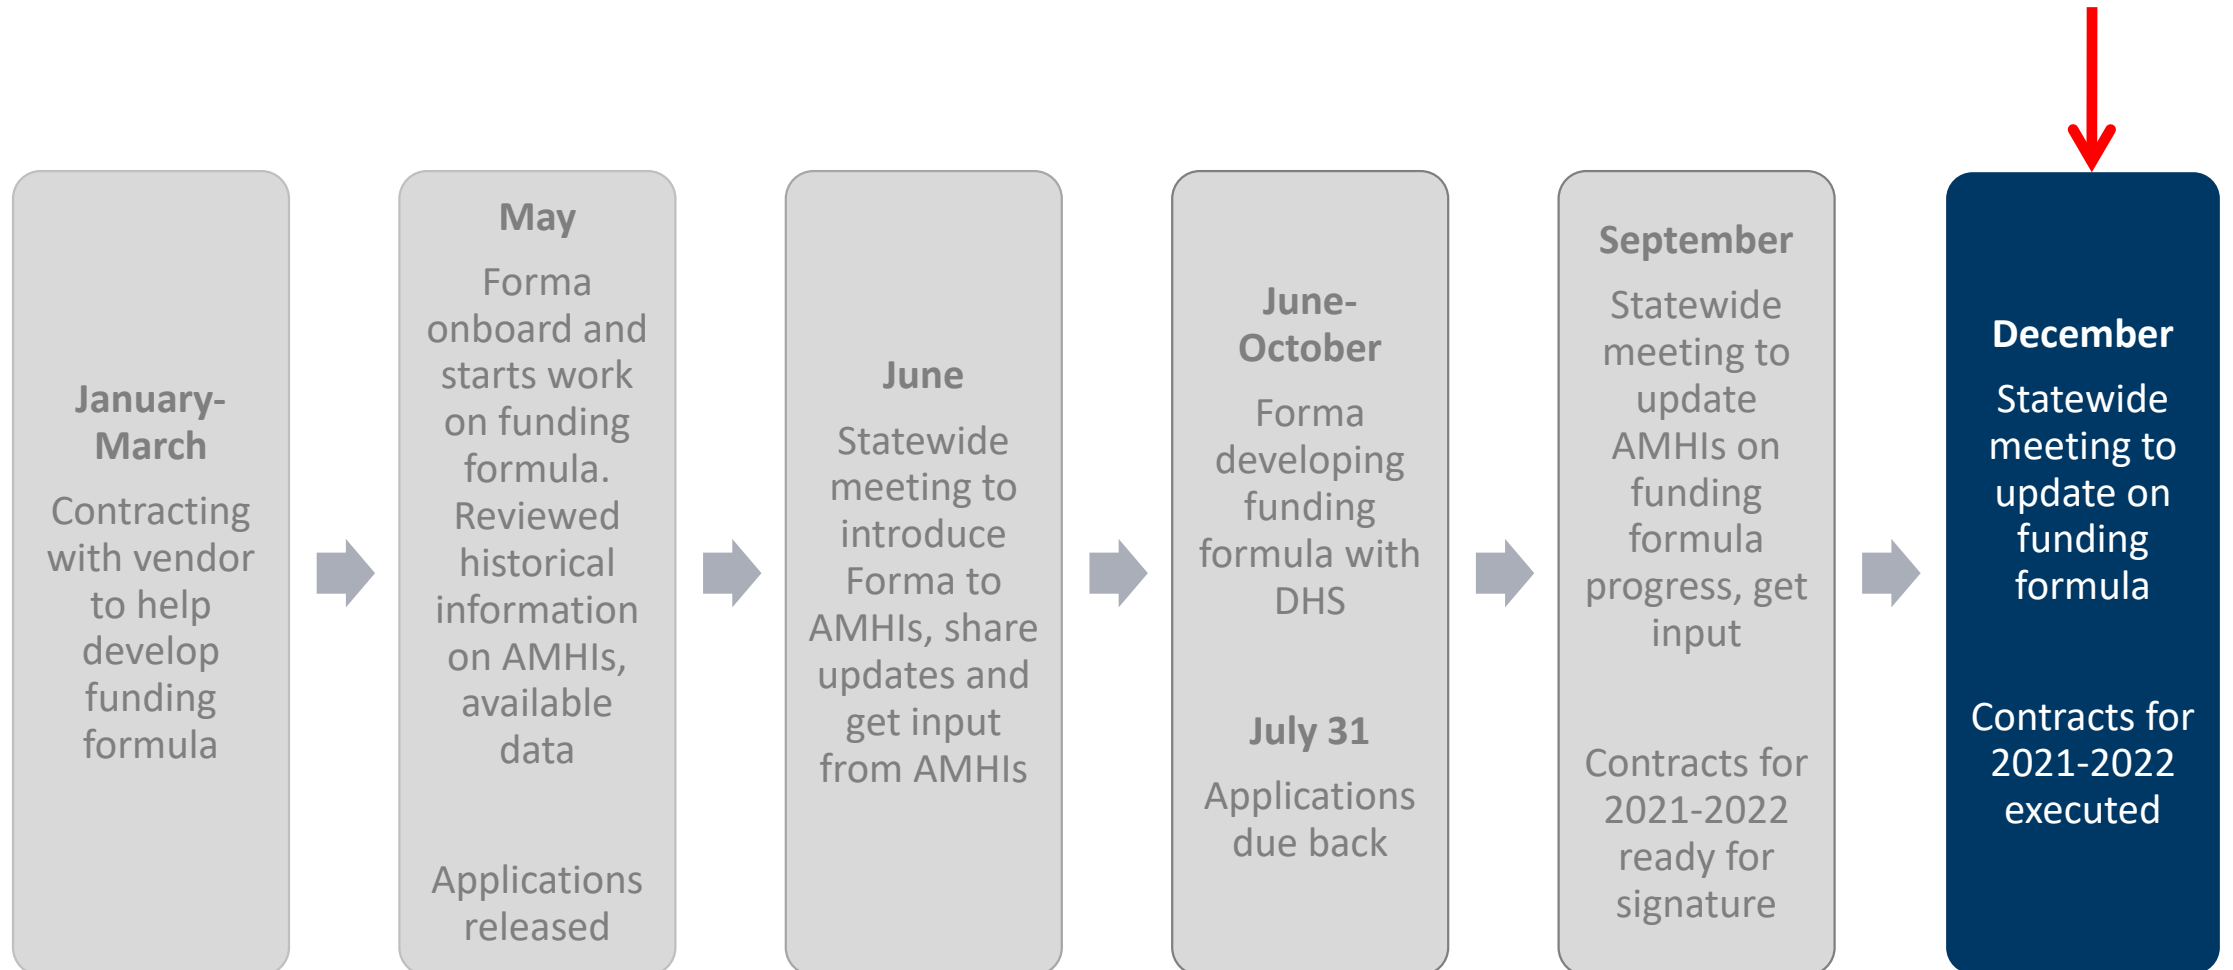 January-
March
Contracting
with vendor
to help
develop
funding
formula
May
Forma
onboard and
starts work
on funding
formula.
Reviewed
historical
information
on AMHIs,
available
data
Applications
released
June
Statewide
meeting to
introduce
Forma to
AMHIs, share
updates and
get input
from AMHIs
June-
October
Forma
developing
funding
formula with
DHS
July 31
Applications
due back
September
Statewide
meeting to
update
AMHIs on
funding
formula
progress, get
input
Contracts for
2021-2022
ready for
signature
December
Statewide
meeting to
update on
funding
formula
Contracts for
2021-2022
executed